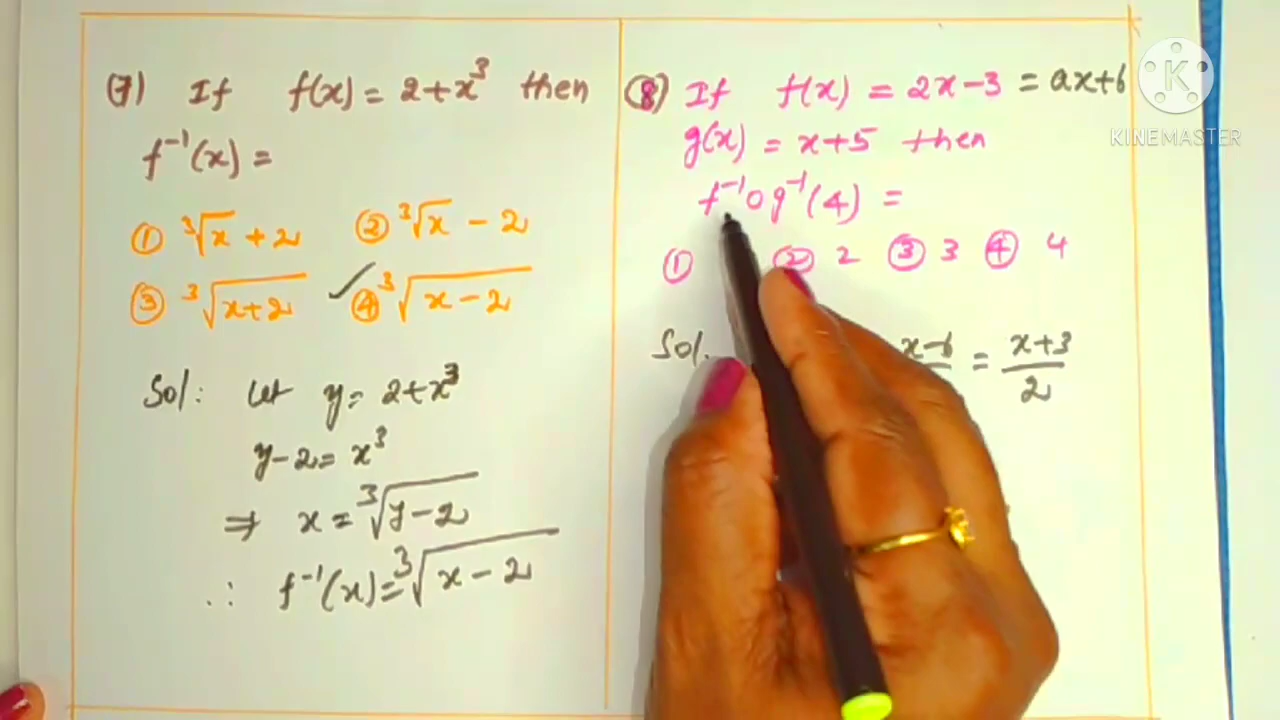 (7) If f(x) = 2+x³ then
f⁻¹(x) =
① ∛x + 2 ② ∛x - 2
③ ∛(x+2) ✓④ ∛(x-2)
Sol: Let y = 2+x³
y-2 = x³
⇒ x = ∛(y-2)
∴ f⁻¹(x) = ∛(x-2)
(8) If f(x) = 2x-3 = ax+b
g(x) = x+5 then
f⁻¹og⁻¹(4) =
① ② 2 ③ 3 ④ 4
Sol. x-b = x+3
2
K
KINEMASTER